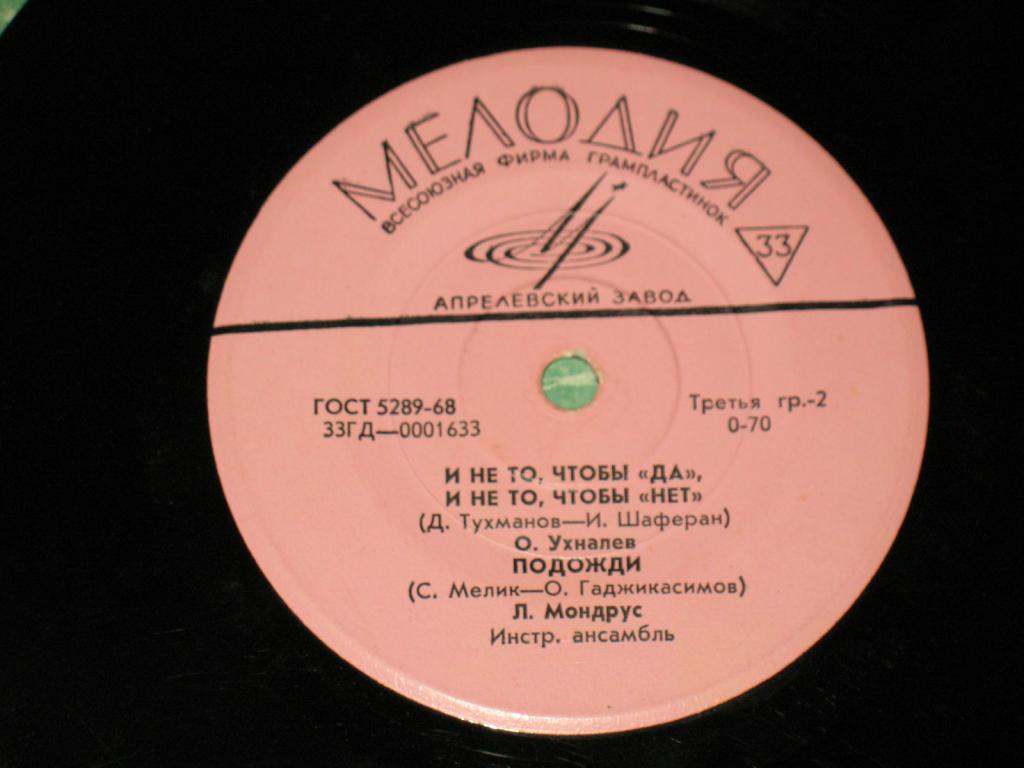 МЕЛОДИЯ
ВСЕСОЮЗНАЯ ФИРМА ГРАМПЛАСТИНОК
33
АПРЕЛЕВСКИЙ ЗАВОД
ГОСТ 5289-68
33ГД—0001633
Третья гр.-2
0-70
И НЕ ТО, ЧТОБЫ «ДА»,
И НЕ ТО, ЧТОБЫ «НЕТ»
(Д. Тухманов—И. Шаферан)
О. Ухналев
ПОДОЖДИ
(С. Мелик—О. Гаджикасимов)
Л. Мондрус
Инстр. ансамбль